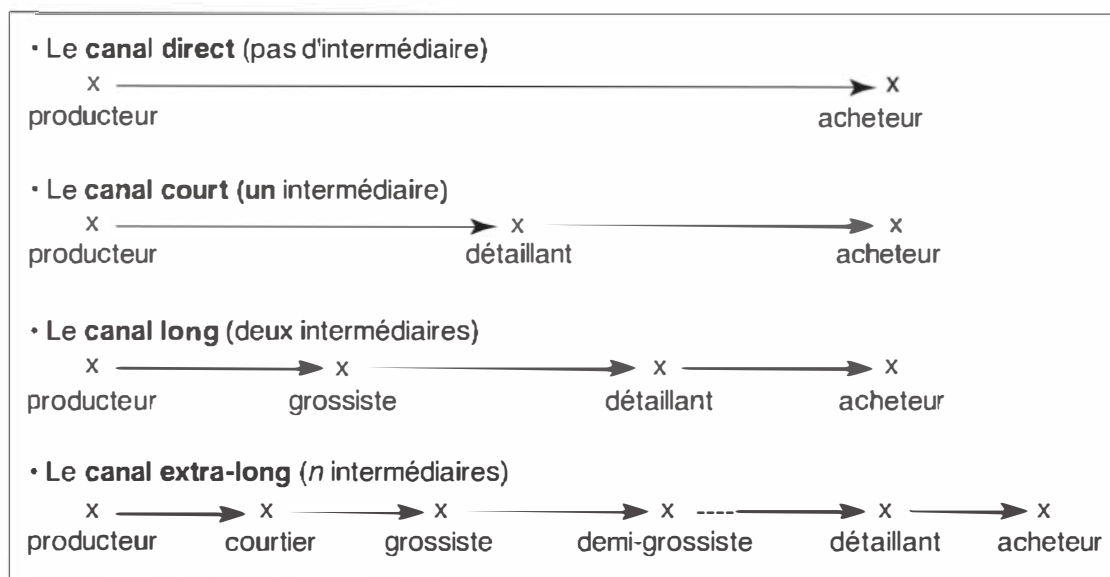 · Le canal direct (pas d'intermédiaire)
x x
producteur acheteur
· Le canal court (un intermédiaire)
x x x
producteur détaillant acheteur
· Le canal long (deux intermédiaires)
x x x x
producteur grossiste détaillant acheteur
· Le canal extra-long (n intermédiaires)
x x x x ---- x x
producteur courtier grossiste demi-grossiste détaillant acheteur